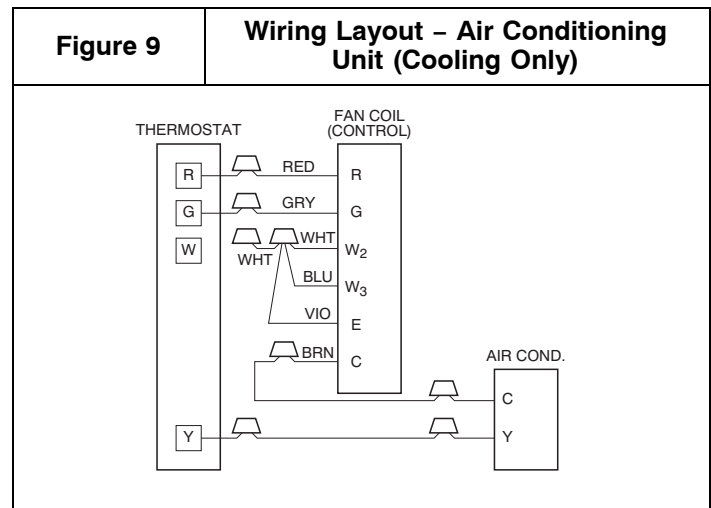 Figure 9
Wiring Layout – Air Conditioning
Unit (Cooling Only)
THERMOSTAT
FAN COIL
(CONTROL)
R
RED
R
G
GRY
G
W
WHT
WHT
W2
BLU
W3
VIO
E
BRN
C
AIR COND.
C
Y
Y